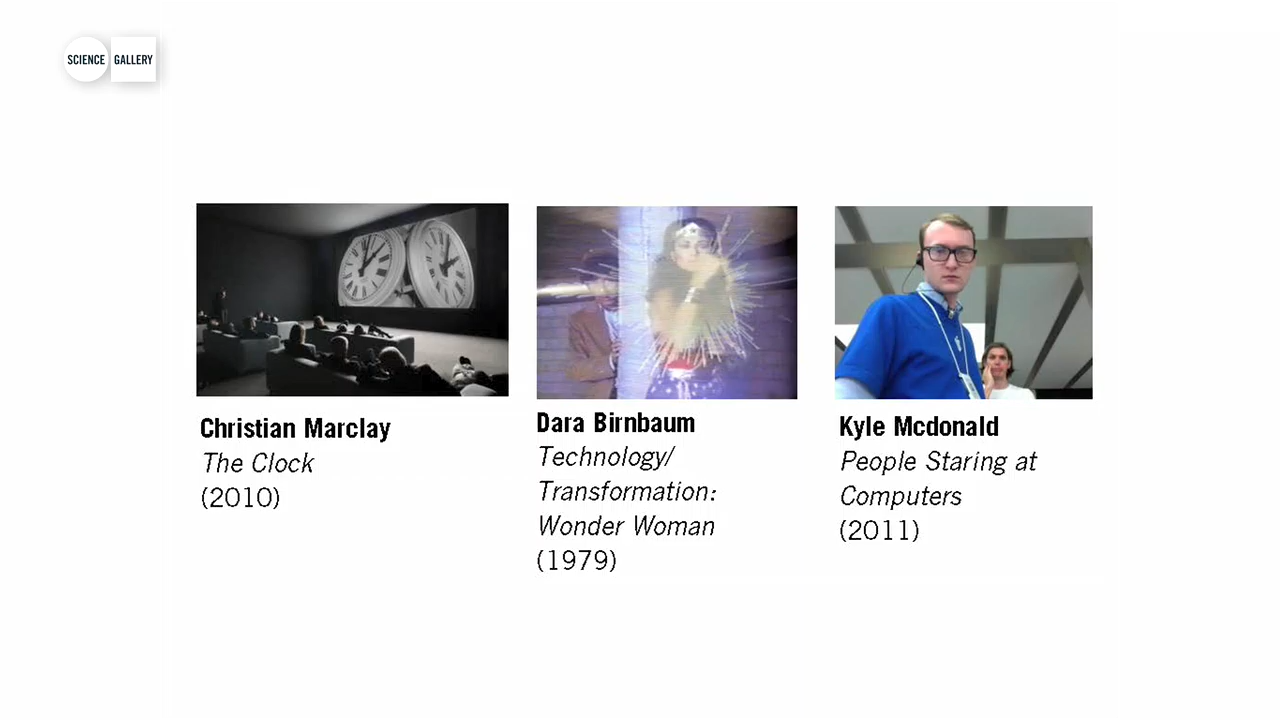 SCIENCE GALLERY
Christian Marclay
The Clock
(2010)
Dara Birnbaum
Technology/
Transformation:
Wonder Woman
(1979)
Kyle Mcdonald
People Staring at
Computers
(2011)